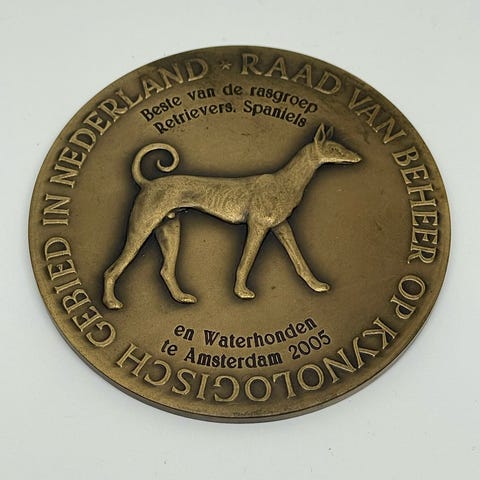 RAAD VAN BEHEER OP KYNOLOGISCH GEBIED IN NEDERLAND *
Beste van de rasgroep
Retrievers, Spaniels
en Waterhonden
te Amsterdam 2005